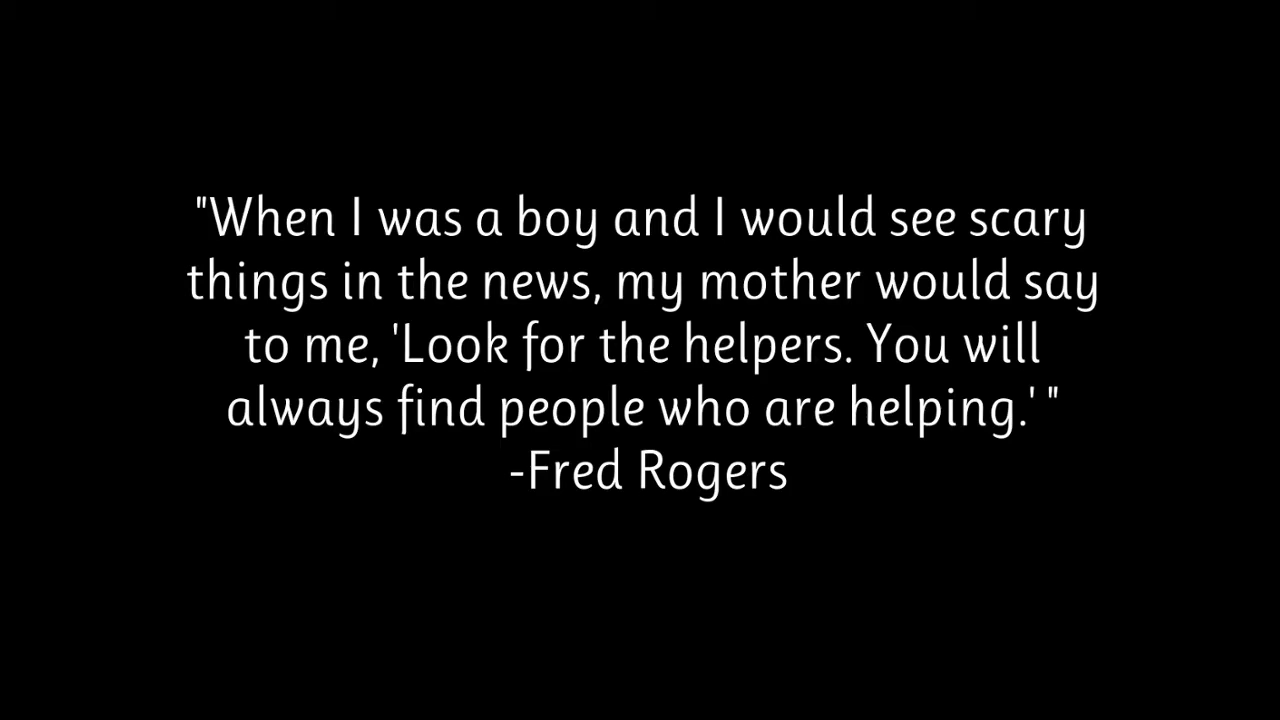 "When I was a boy and I would see scary
things in the news, my mother would say
to me, 'Look for the helpers. You will
always find people who are helping.' "
-Fred Rogers